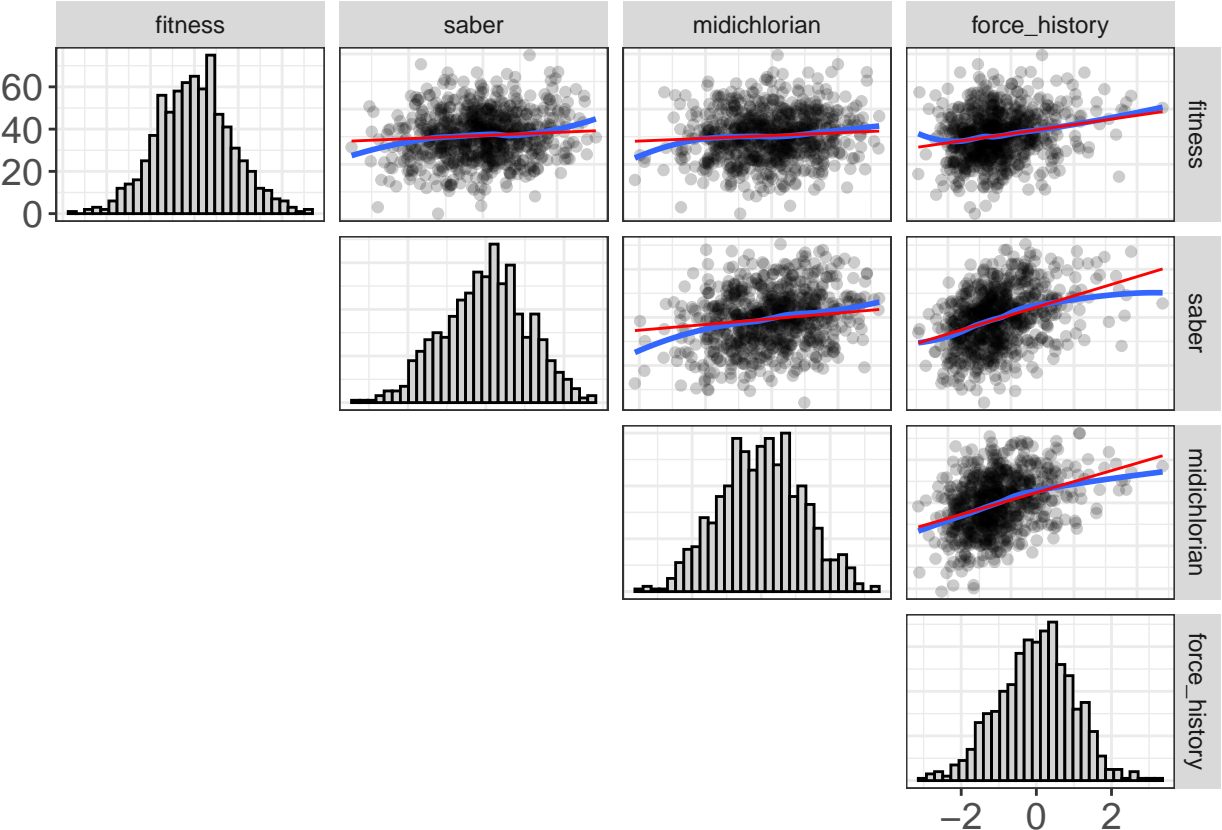 fitness saber midichlorian force_history
60
40
20
0
fitness
saber
midichlorian
force_history
−2 0 2